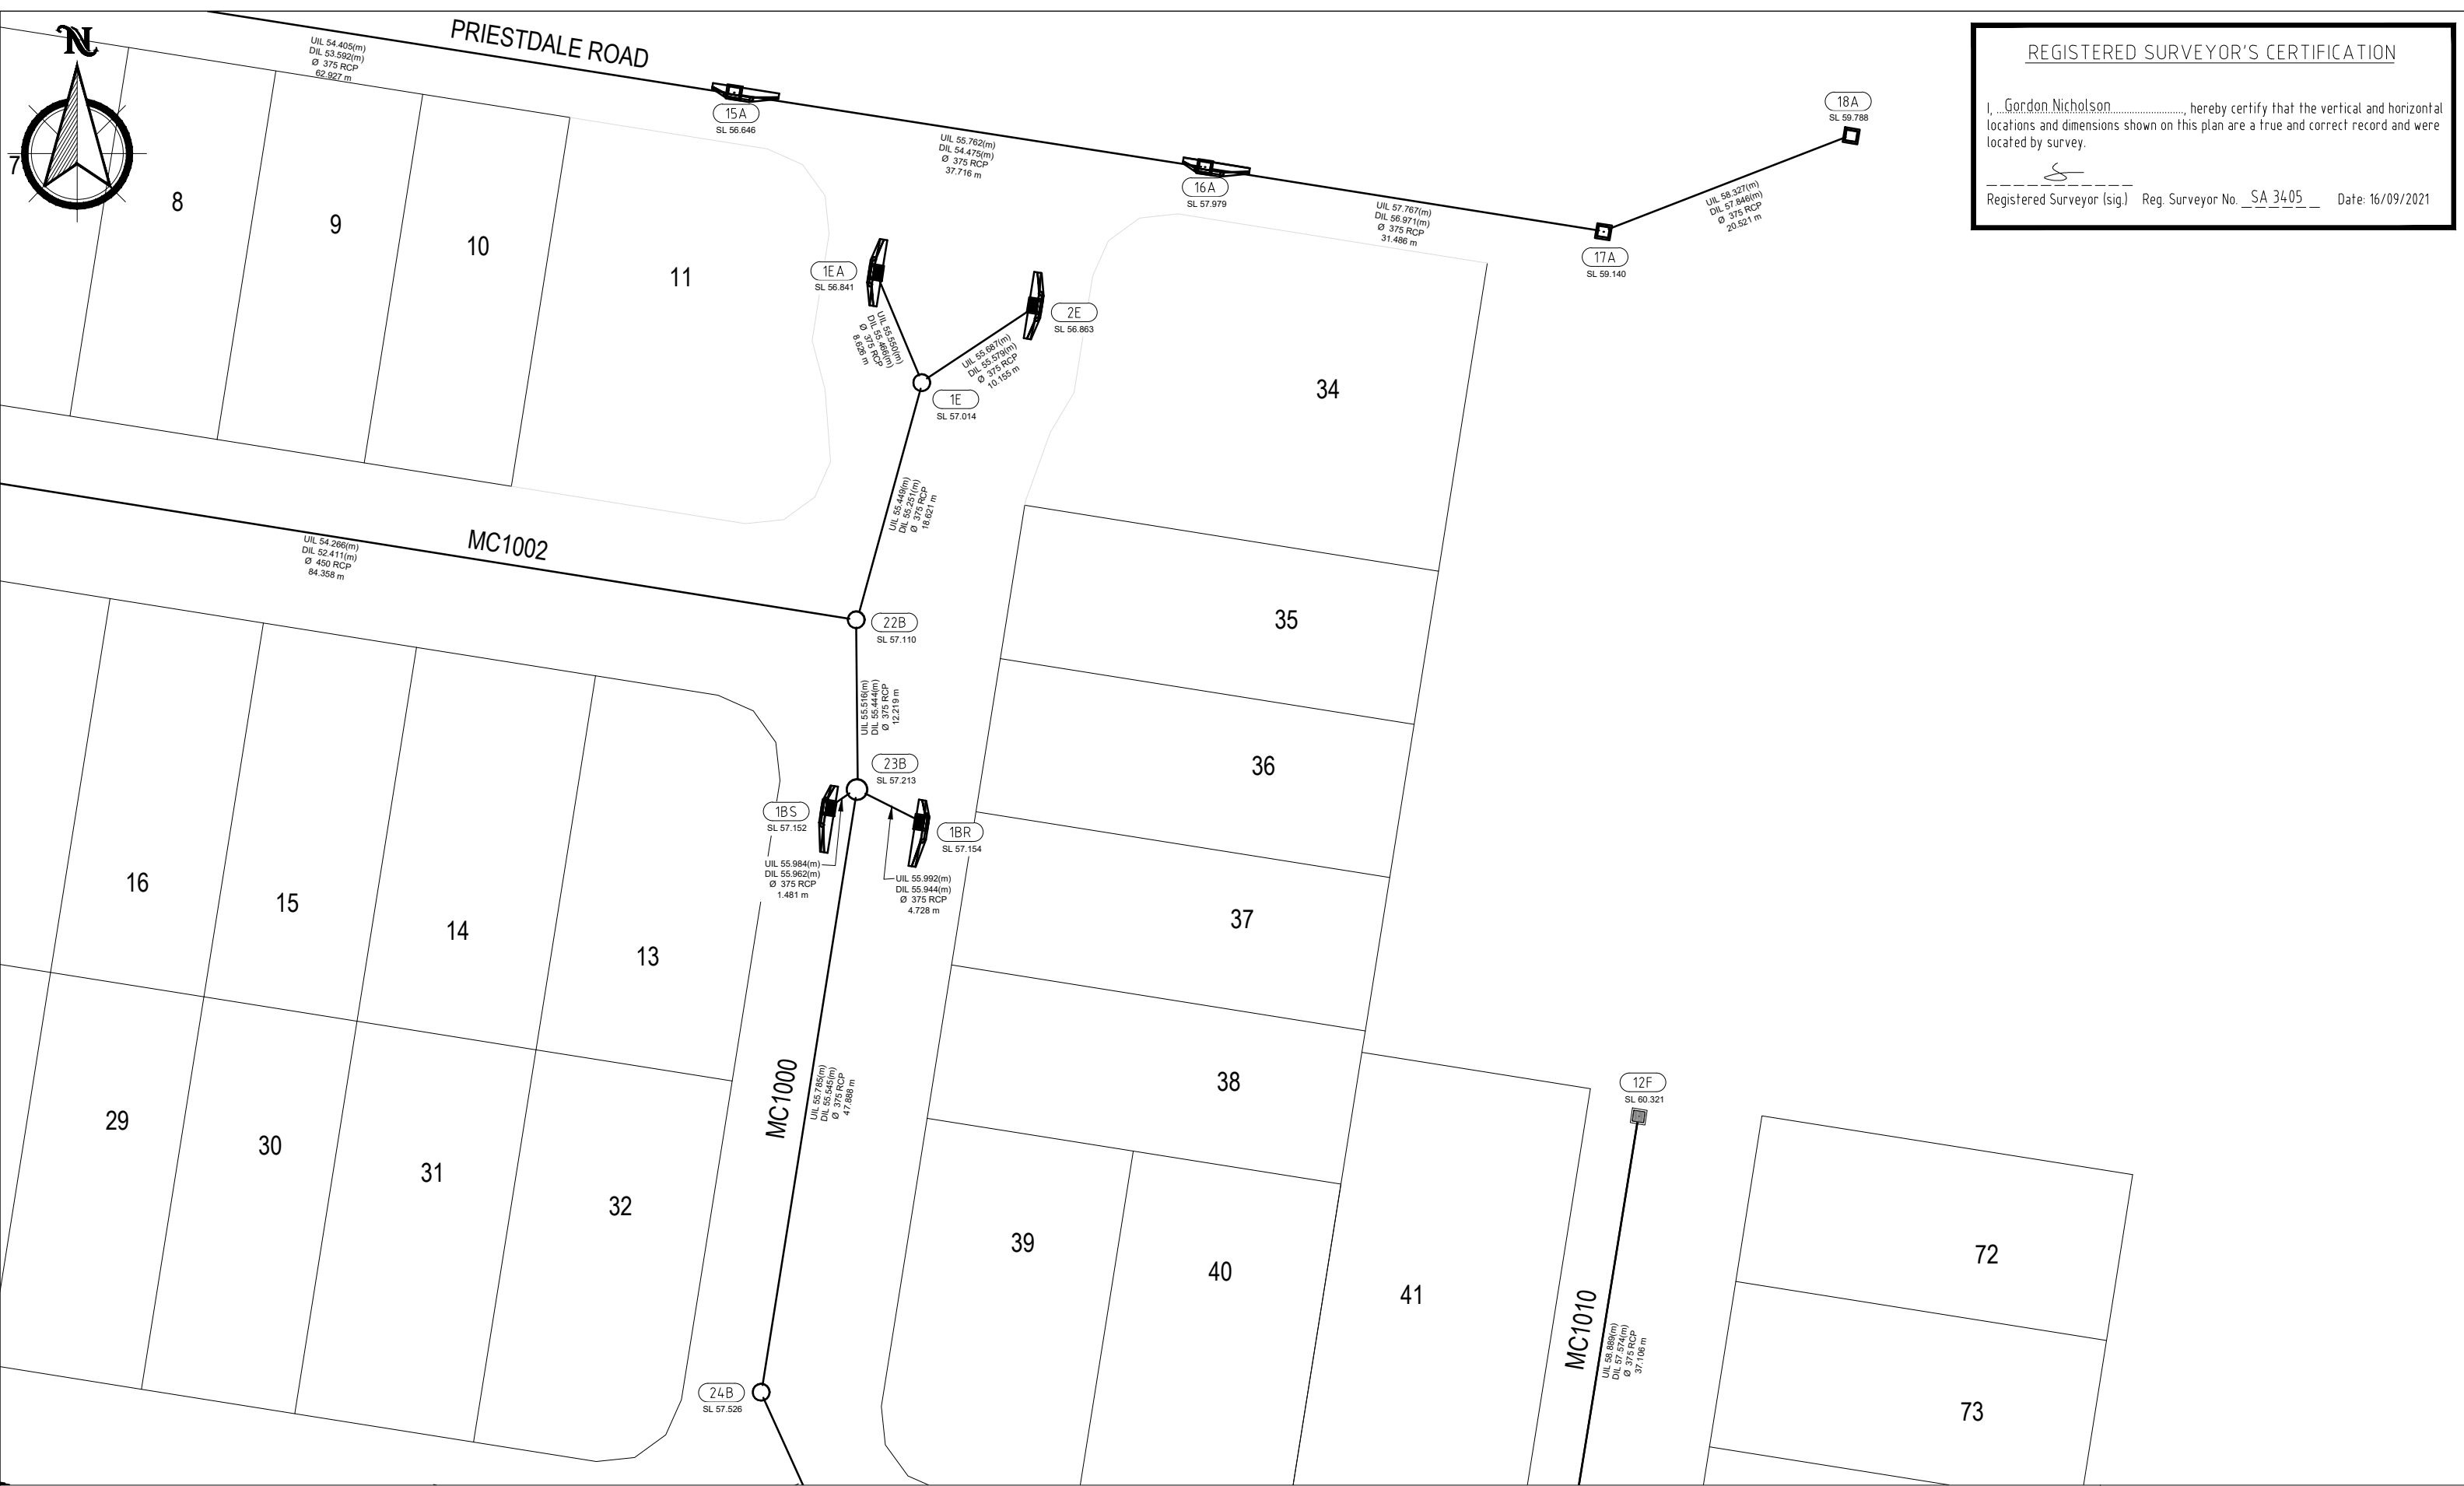 N
PRIESTDALE ROAD
UIL 54.405(m)
DIL 53.592(m)
Ø 375 RCP
62.927 m
15A
SL 56.646
UIL 55.762(m)
DIL 54.475(m)
Ø 375 RCP
37.716 m
16A
SL 57.979
UIL 57.767(m)
DIL 56.971(m)
Ø 375 RCP
31.486 m
17A
SL 59.140
18A
SL 59.788
UIL 58.327(m)
DIL 57.846(m)
Ø 375 RCP
20.521 m
REGISTERED SURVEYOR'S CERTIFICATION
I, Gordon Nicholson, hereby certify that the vertical and horizontal
locations and dimensions shown on this plan are a true and correct record and were
located by survey.
Registered Surveyor (sig.) Reg. Surveyor No. SA 3405 Date: 16/09/2021
7
8
9
10
11
1EA
SL 56.841
UIL 55.550(m)
DIL 55.466(m)
Ø 375 RCP
8.626 m
2E
SL 56.863
UIL 55.687(m)
DIL 55.579(m)
Ø 375 RCP
10.155 m
1E
SL 57.014
34
UIL 55.449(m)
DIL 55.251(m)
Ø 375 RCP
18.621 m
MC1002
UIL 54.266(m)
DIL 52.411(m)
Ø 450 RCP
84.358 m
22B
SL 57.110
35
UIL 55.516(m)
DIL 55.444(m)
Ø 375 RCP
12.219 m
23B
SL 57.213
36
1BS
SL 57.152
1BR
SL 57.154
UIL 55.984(m)
DIL 55.962(m)
Ø 375 RCP
1.481 m
UIL 55.992(m)
DIL 55.944(m)
Ø 375 RCP
4.728 m
16
15
14
13
37
38
MC1000
UIL 55.785(m)
DIL 55.545(m)
Ø 375 RCP
47.888 m
12F
SL 60.321
29
30
31
32
39
40
41
72
MC1010
UIL 58.889(m)
DIL 57.574(m)
Ø 375 RCP
37.106 m
24B
SL 57.526
73